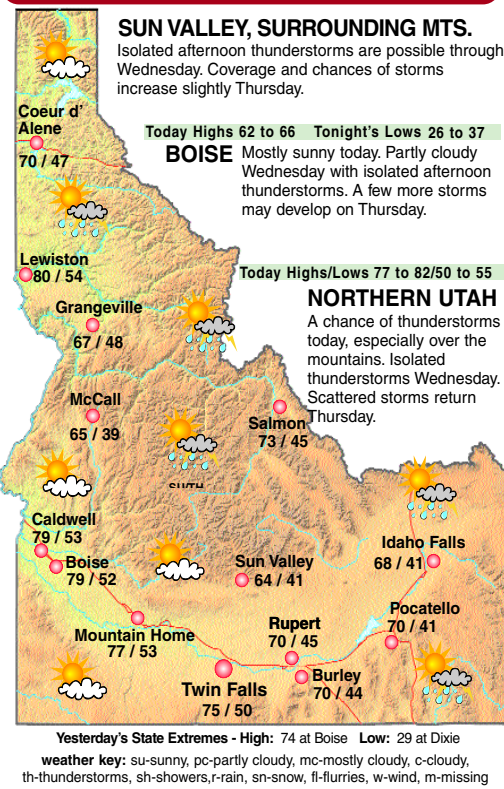 SUN VALLEY, SURROUNDING MTS.
Isolated afternoon thunderstorms are possible through
Wednesday. Coverage and chances of storms
increase slightly Thursday.
Today Highs 62 to 66 Tonight's Lows 26 to 37
BOISE Mostly sunny today. Partly cloudy
Wednesday with isolated afternoon
thunderstorms. A few more storms
may develop on Thursday.
Today Highs/Lows 77 to 82/50 to 55
NORTHERN UTAH
A chance of thunderstorms
today, especially over the
mountains. Isolated
thunderstorms Wednesday.
Scattered storms return
Thursday.
Coeur d'
Alene
70 / 47
Lewiston
80 / 54
Grangeville
67 / 48
McCall
65 / 39
Salmon
73 / 45
Caldwell
79 / 53
Boise
79 / 52
Sun Valley
64 / 41
Idaho Falls
68 / 41
Pocatello
70 / 41
Mountain Home
77 / 53
Rupert
70 / 45
Burley
70 / 44
Twin Falls
75 / 50
Yesterday's State Extremes - High: 74 at Boise Low: 29 at Dixie
weather key: su-sunny, pc-partly cloudy, mc-mostly cloudy, c-cloudy,
th-thunderstorms, sh-showers,r-rain, sn-snow, fl-flurries, w-wind, m-missing